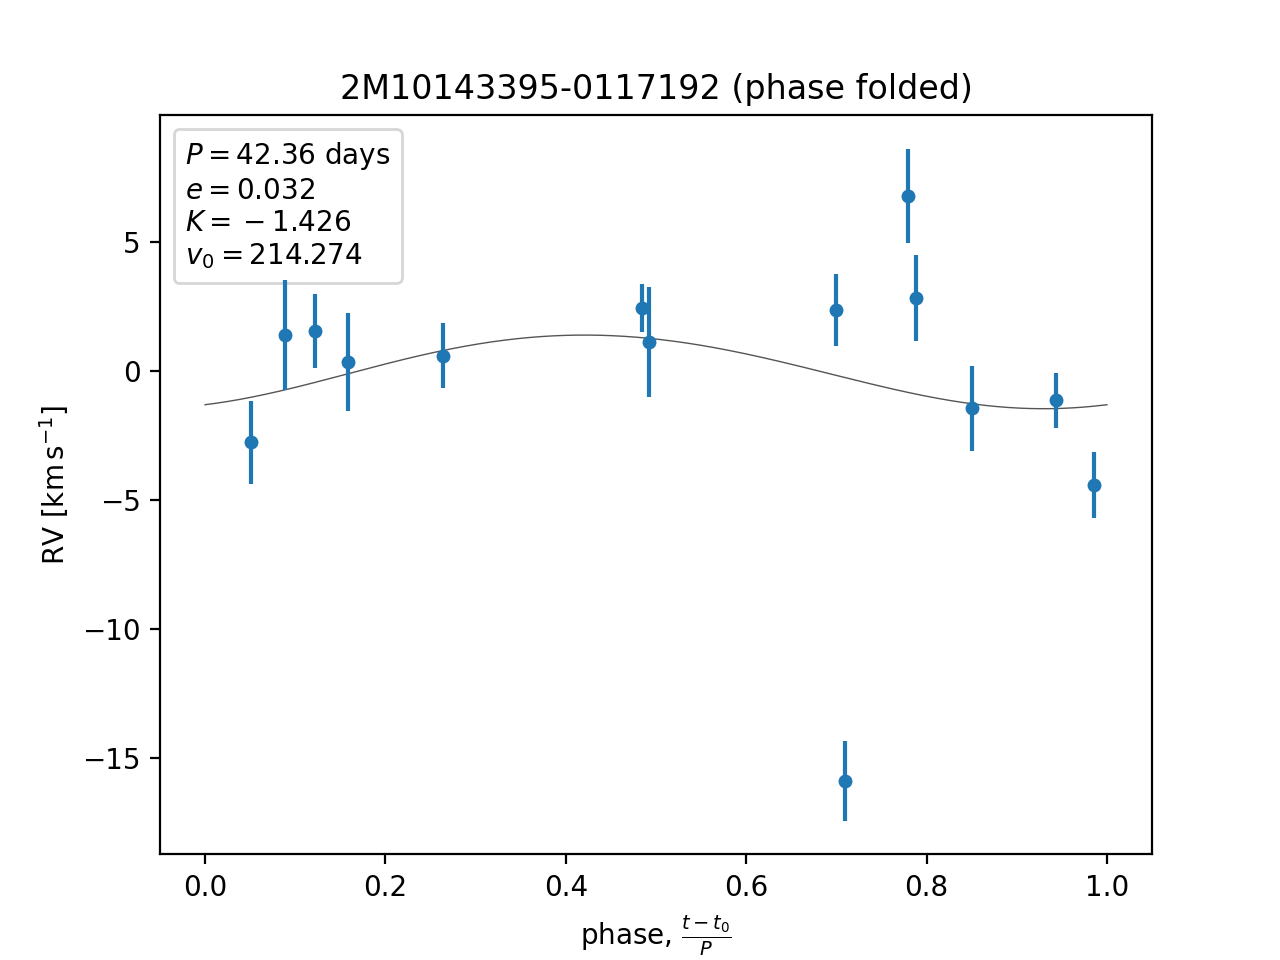 2M10143395-0117192 (phase folded)
P = 42.36 days
e = 0.032
K = −1.426
v₀ = 214.274
5
0
−5
−10
−15
RV [km s⁻¹]
0.0 0.2 0.4 0.6 0.8 1.0
phase, (t − t₀)/P